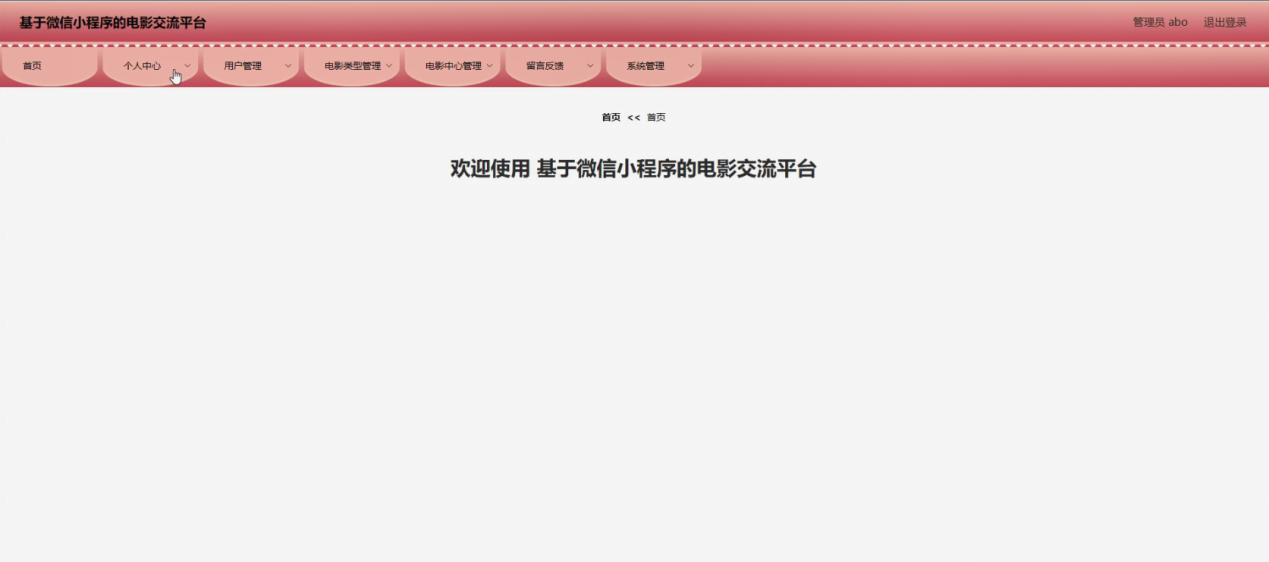 基于微信小程序的电影交流平台
管理员 abo 退出登录
首页 个人中心 用户管理 电影类型管理 电影中心管理 留言反馈 系统管理
首页 << 首页
欢迎使用 基于微信小程序的电影交流平台